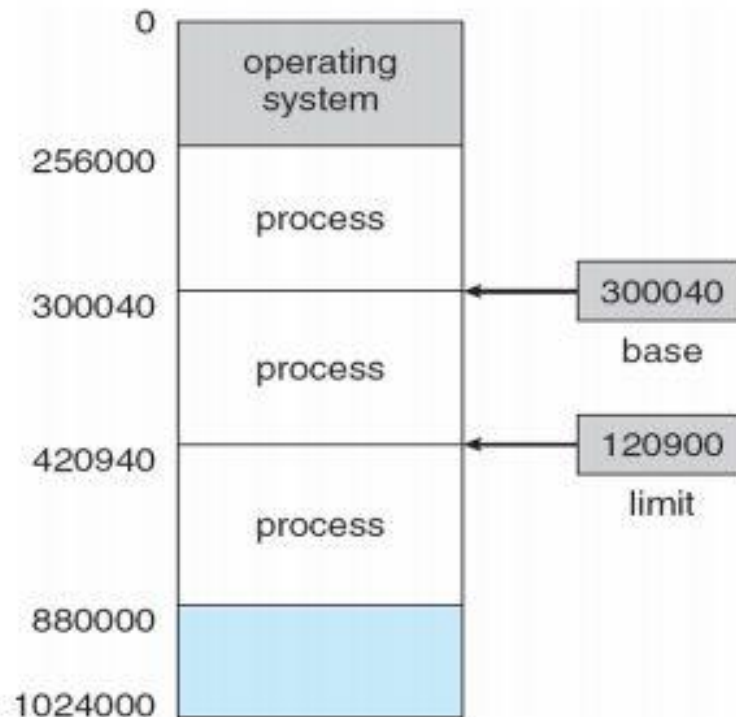 0
operating
system
256000
process
300040
300040
base
process
420940
120900
limit
process
880000
1024000